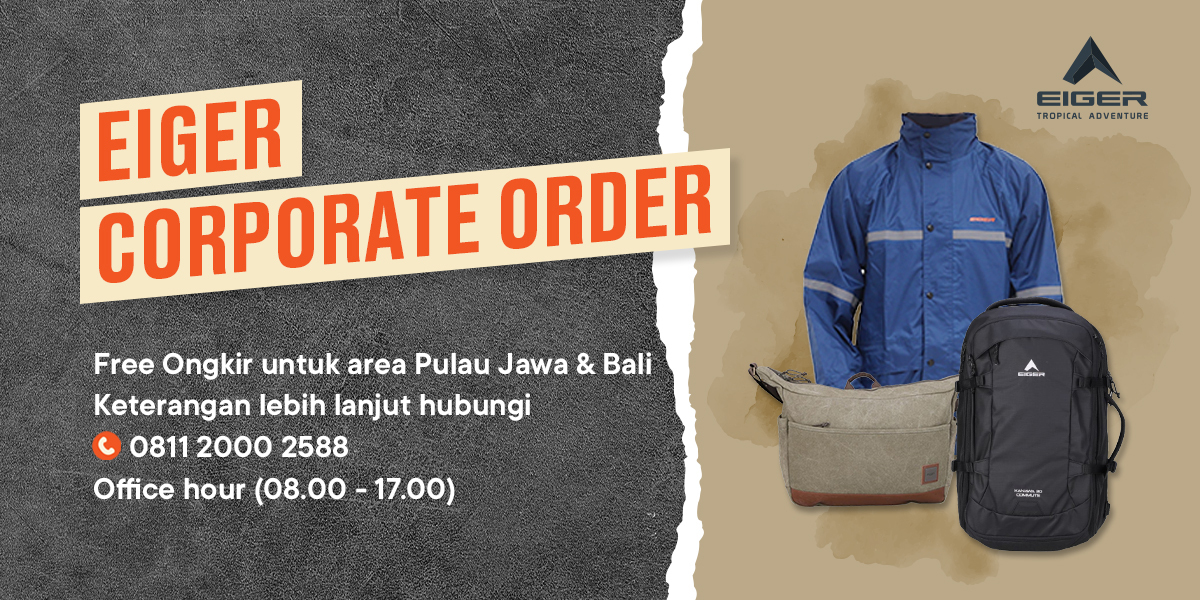 EIGER
CORPORATE ORDER
Free Ongkir untuk area Pulau Jawa & Bali
Keterangan lebih lanjut hubungi
0811 2000 2588
Office hour (08.00 - 17.00)
EIGER
TROPICAL ADVENTURE
EIGER